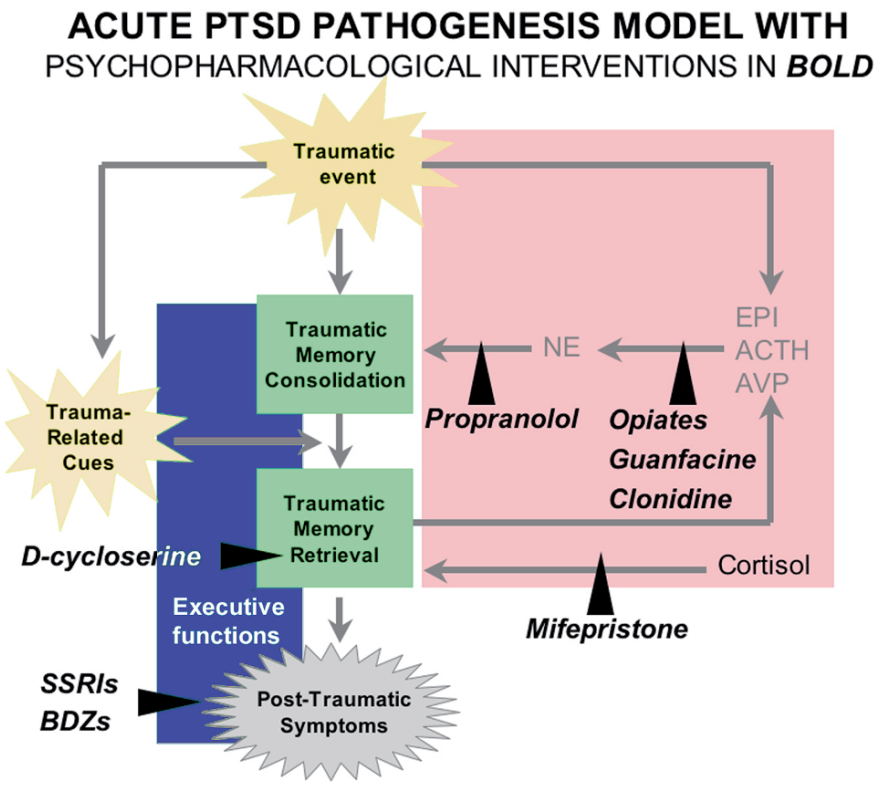 ACUTE PTSD PATHOGENESIS MODEL WITH
PSYCHOPHARMACOLOGICAL INTERVENTIONS IN BOLD
Traumatic
event
EPI
ACTH
AVP
NE
Traumatic
Memory
Consolidation
Propranolol
Opiates
Guanfacine
Clonidine
Trauma-
Related
Cues
Traumatic
Memory
Retrieval
D-cycloserine
Cortisol
Mifepristone
Executive
functions
SSRIs
BDZs
Post-Traumatic
Symptoms